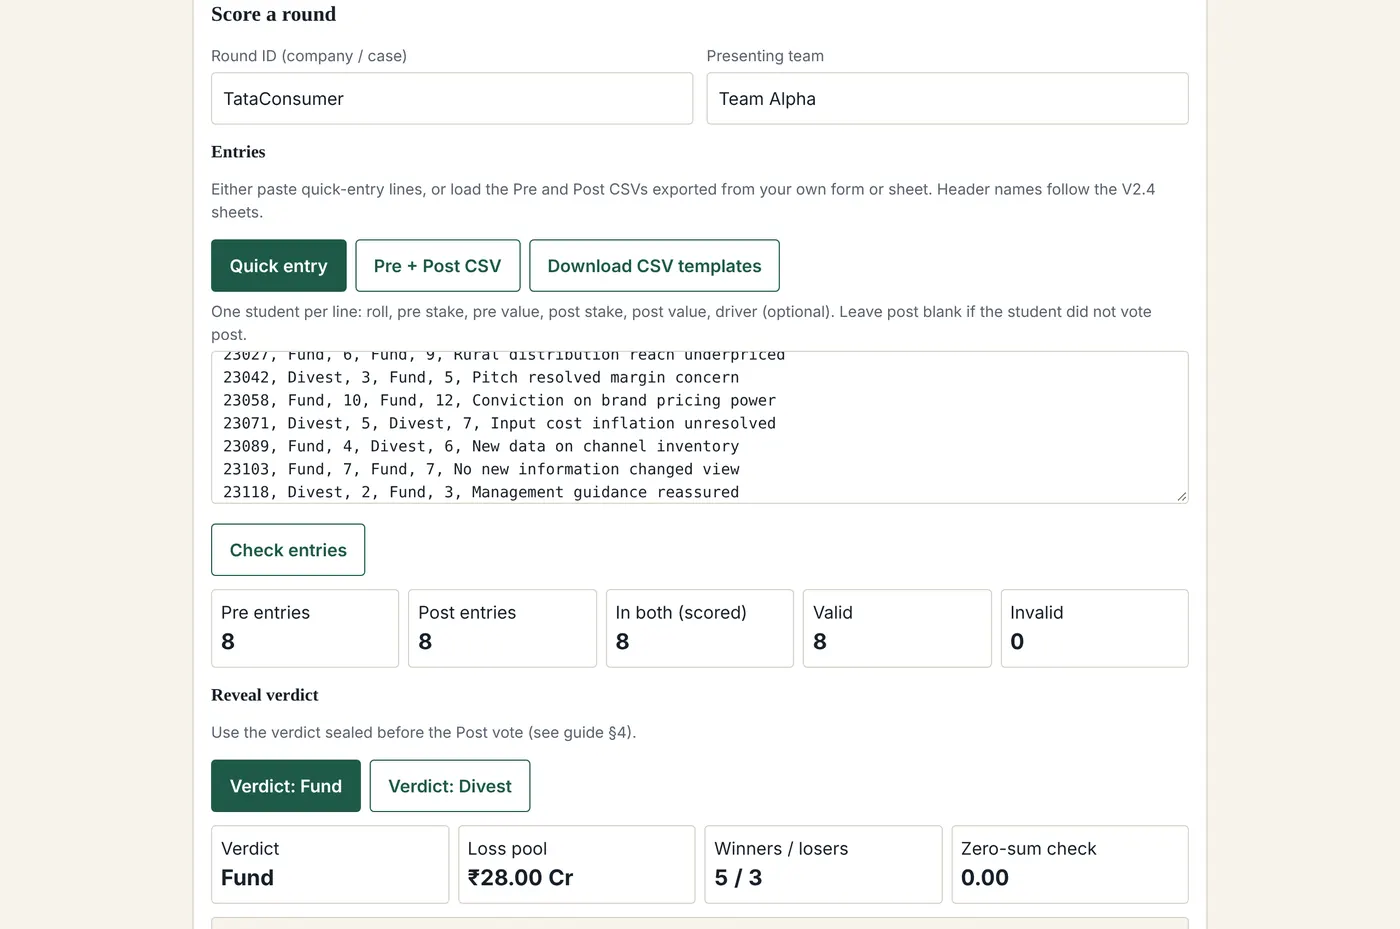 Score a round
Round ID (company / case)
Presenting team
TataConsumer
Team Alpha
Entries
Either paste quick-entry lines, or load the Pre and Post CSVs exported from your own form or sheet. Header names follow the V2.4
sheets.
Quick entry
Pre + Post CSV
Download CSV templates
One student per line: roll, pre stake, pre value, post stake, post value, driver (optional). Leave post blank if the student did not vote
post.
23027, Fund, 6, Fund, 9, Rural distribution reach underpriced
23042, Divest, 3, Fund, 5, Pitch resolved margin concern
23058, Fund, 10, Fund, 12, Conviction on brand pricing power
23071, Divest, 5, Divest, 7, Input cost inflation unresolved
23089, Fund, 4, Divest, 6, New data on channel inventory
23103, Fund, 7, Fund, 7, No new information changed view
23118, Divest, 2, Fund, 3, Management guidance reassured
Check entries
Pre entries
8
Post entries
8
In both (scored)
8
Valid
8
Invalid
0
Reveal verdict
Use the verdict sealed before the Post vote (see guide §4).
Verdict: Fund
Verdict: Divest
Verdict
Fund
Loss pool
₹28.00 Cr
Winners / losers
5 / 3
Zero-sum check
0.00